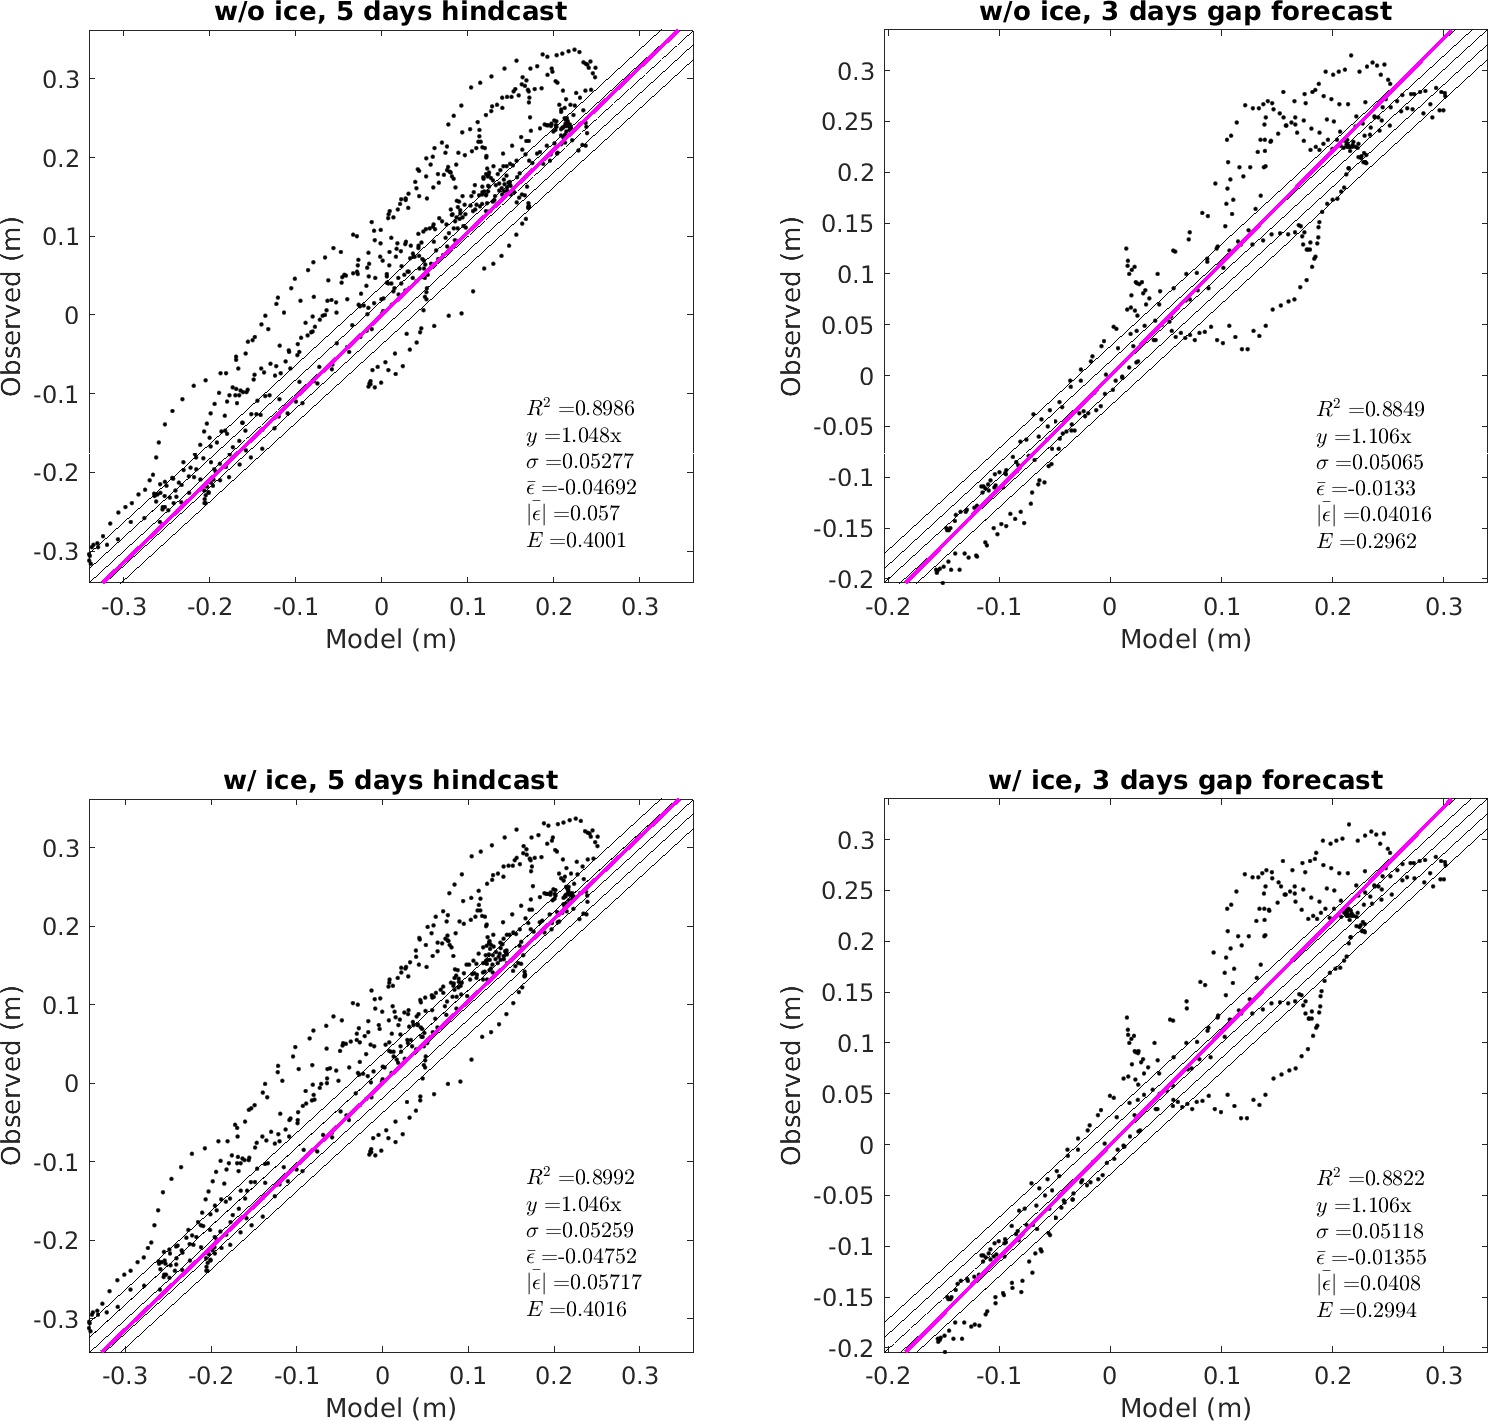 w/o ice, 5 days hindcast
0.3
0.2
0.1
0
-0.1
-0.2
-0.3
Observed (m)
R² =0.8986
y =1.048x
σ =0.05277
ε̄ =-0.04692
|ε̄| =0.057
E =0.4001
-0.3 -0.2 -0.1 0 0.1 0.2 0.3
Model (m)
w/o ice, 3 days gap forecast
0.3
0.25
0.2
0.15
0.1
0.05
0
-0.05
-0.1
-0.15
-0.2
Observed (m)
R² =0.8849
y =1.106x
σ =0.05065
ε̄ =-0.0133
|ε̄| =0.04016
E =0.2962
-0.2 -0.1 0 0.1 0.2 0.3
Model (m)
w/ ice, 5 days hindcast
0.3
0.2
0.1
0
-0.1
-0.2
-0.3
Observed (m)
R² =0.8992
y =1.046x
σ =0.05259
ε̄ =-0.04752
|ε̄| =0.05717
E =0.4016
-0.3 -0.2 -0.1 0 0.1 0.2 0.3
Model (m)
w/ ice, 3 days gap forecast
0.3
0.25
0.2
0.15
0.1
0.05
0
-0.05
-0.1
-0.15
-0.2
Observed (m)
R² =0.8822
y =1.106x
σ =0.05118
ε̄ =-0.01355
|ε̄| =0.0408
E =0.2994
-0.2 -0.1 0 0.1 0.2 0.3
Model (m)